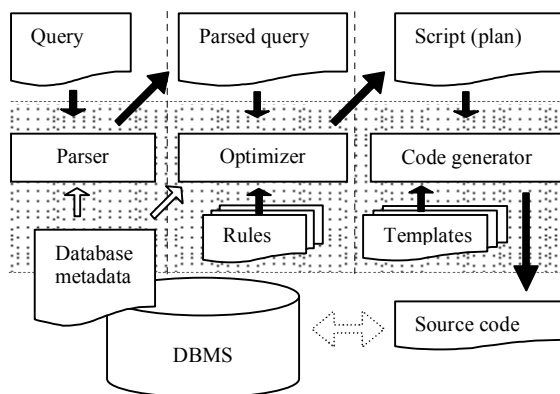 Query
Parsed query
Script (plan)
Parser
Optimizer
Code generator
Database
metadata
Rules
Templates
DBMS
Source code